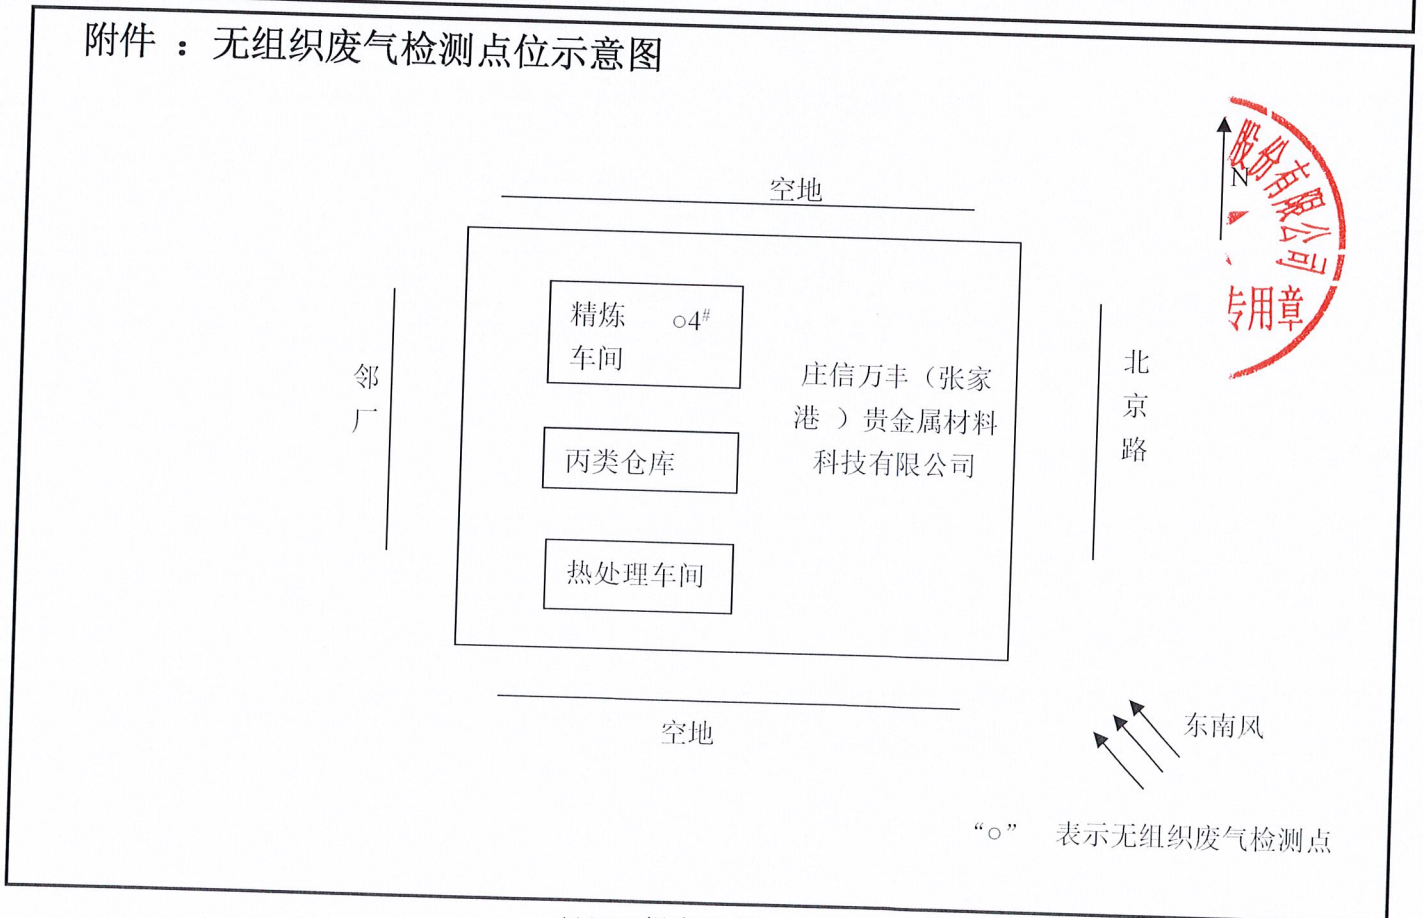 附件 ：无组织废气检测点位示意图
空地
N
股份有限公司
专用章
精炼 ○4#
车间
邻
厂
庄信万丰（张家
港 ）贵金属材料
科技有限公司
北
京
路
丙类仓库
热处理车间
空地
东南风
“○” 表示无组织废气检测点